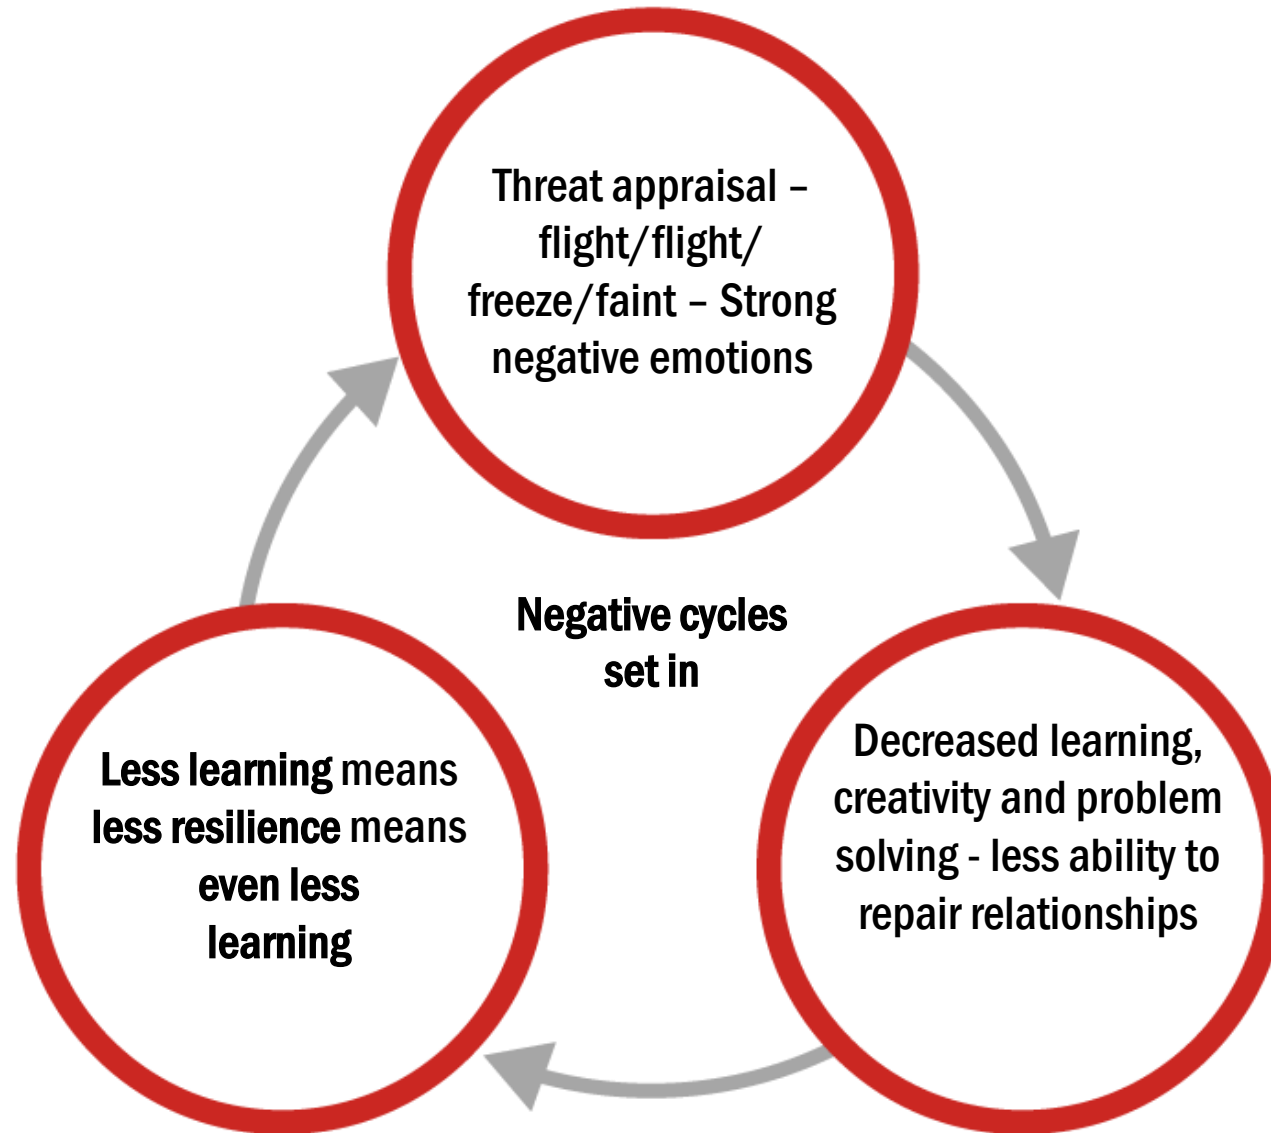 Threat appraisal –
flight/flight/
freeze/faint – Strong
negative emotions
Negative cycles
set in
Decreased learning,
creativity and problem
solving - less ability to
repair relationships
Less learning means
less resilience means
even less
learning